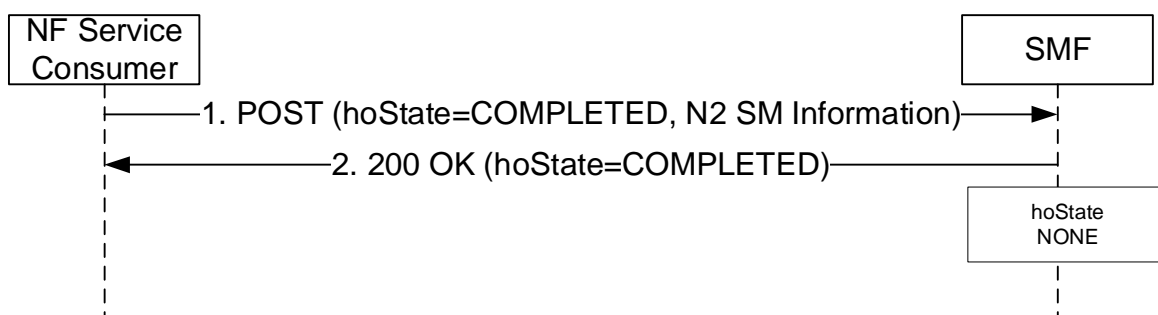 NF Service
Consumer
SMF
1. POST (hoState=COMPLETED, N2 SM Information)
2. 200 OK (hoState=COMPLETED)
hoState
NONE